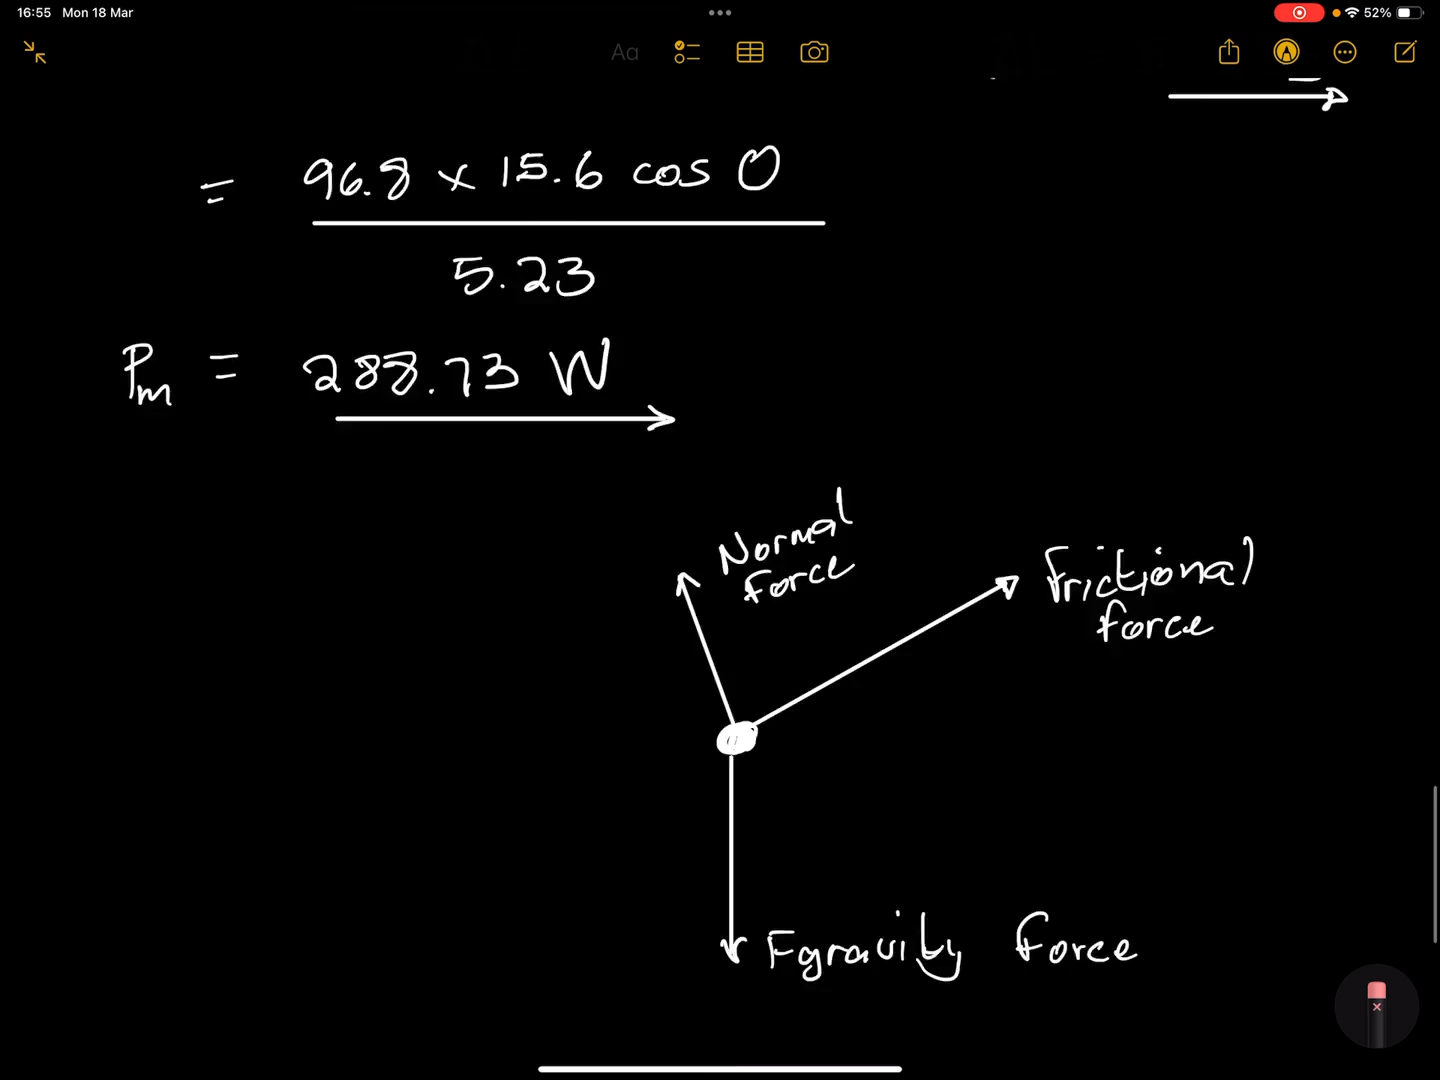 16:55 Mon 18 Mar
52%
Aa
= 96.8 x 15.6 cos 0
5.23
Pm = 288.73 W
Normal
force
frictional
force
Fgravity force